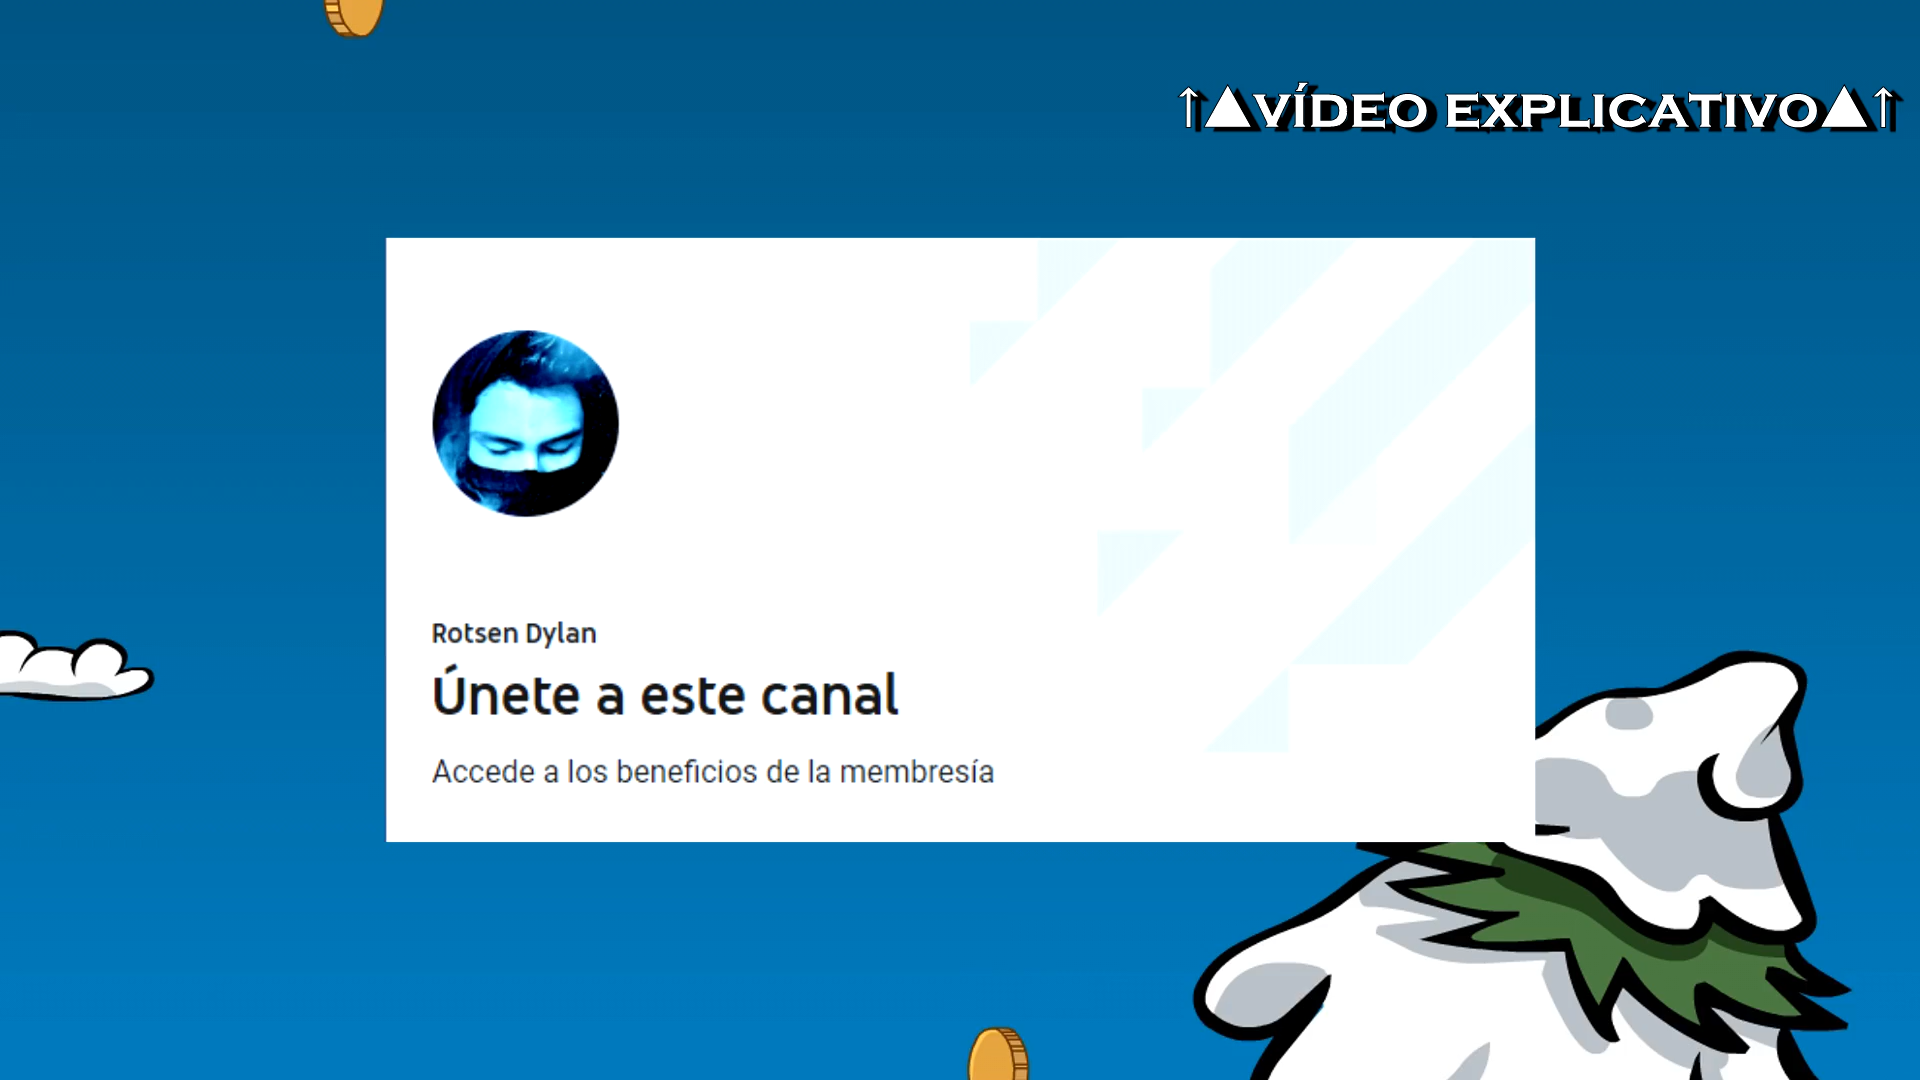 ↑▲VÍDEO EXPLICATIVO▲↑
Rotsen Dylan
Únete a este canal
Accede a los beneficios de la membresía